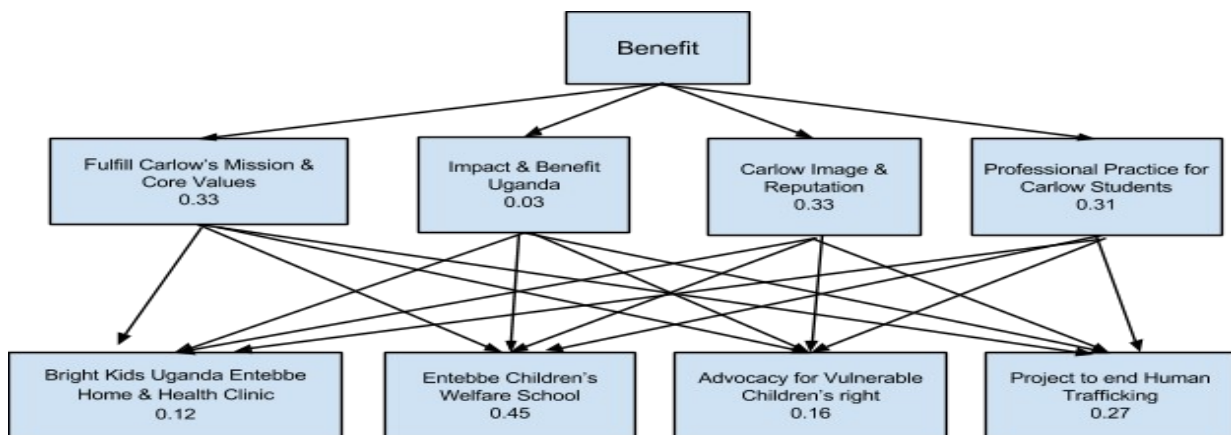 Benefit
Fulfill Carlow's Mission &
Core Values
0.33
Impact & Benefit
Uganda
0.03
Carlow Image &
Reputation
0.33
Professional Practice for
Carlow Students
0.31
Bright Kids Uganda Entebbe
Home & Health Clinic
0.12
Entebbe Children's
Welfare School
0.45
Advocacy for Vulnerable
Children's right
0.16
Project to end Human
Trafficking
0.27